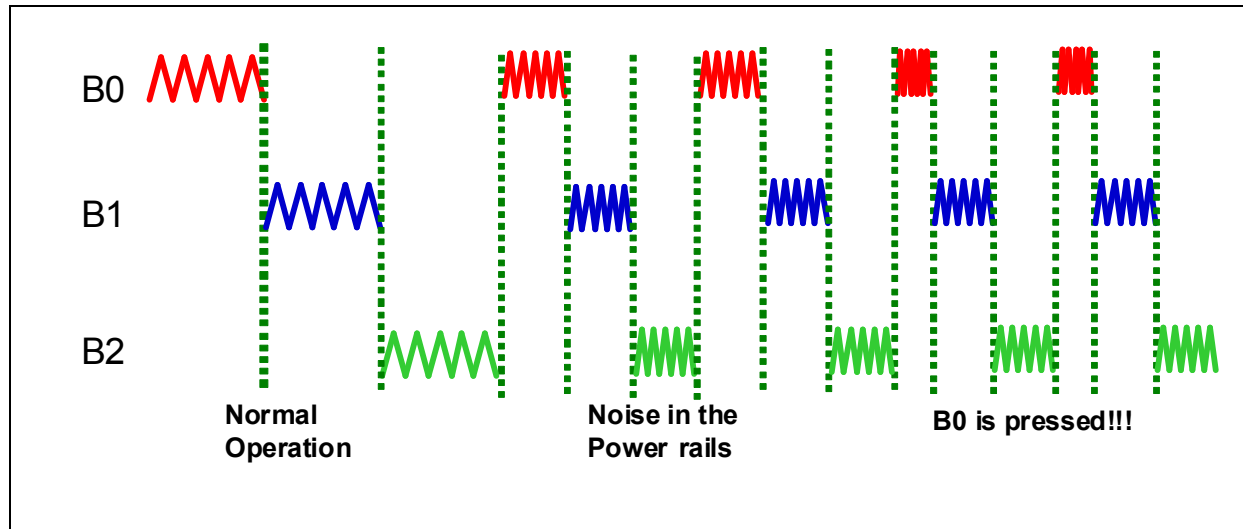 B0
B1
B2
Normal
Operation
Noise in the
Power rails
B0 is pressed!!!